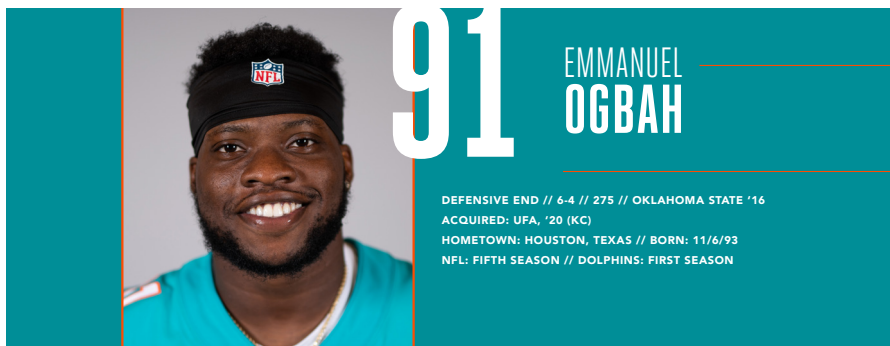 NFL
91
EMMANUEL
OGBAH
DEFENSIVE END // 6-4 // 275 // OKLAHOMA STATE ’16
ACQUIRED: UFA, ’20 (KC)
HOMETOWN: HOUSTON, TEXAS // BORN: 11/6/93
NFL: FIFTH SEASON // DOLPHINS: FIRST SEASON